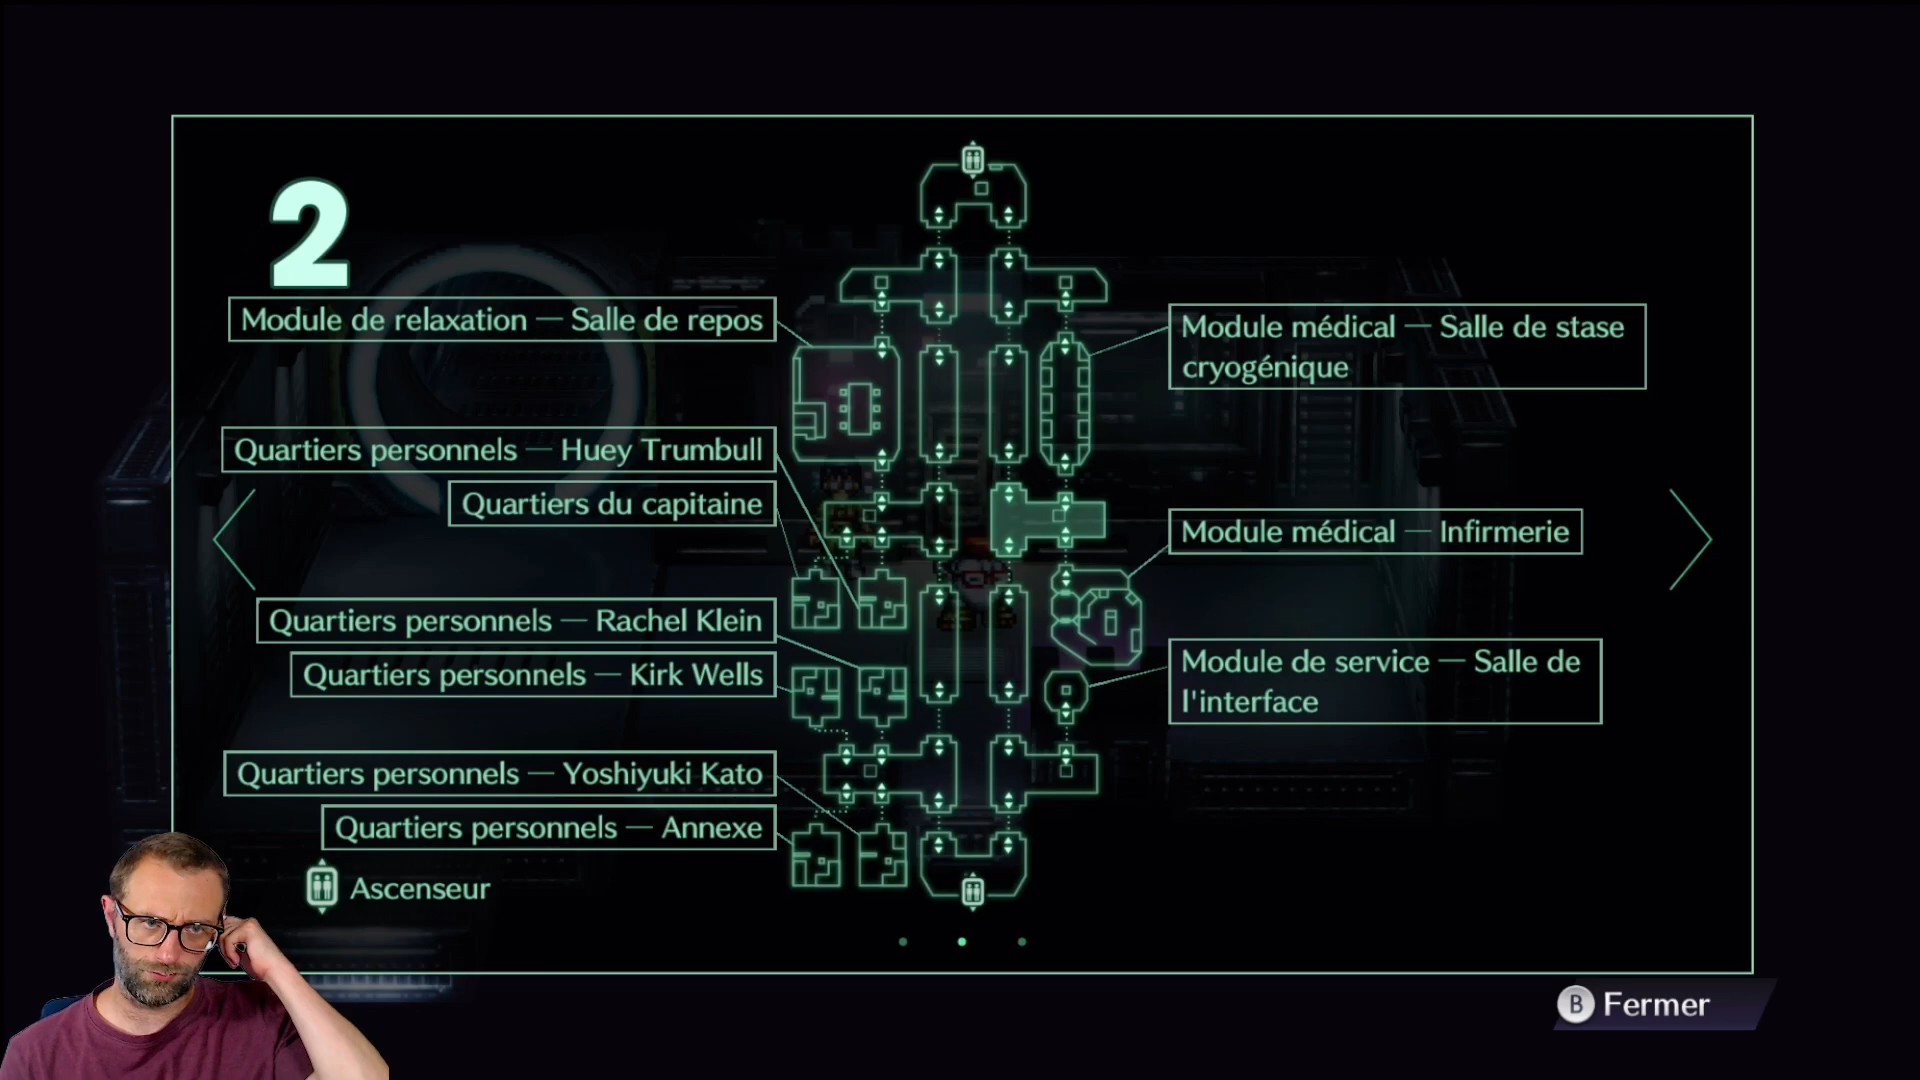 2
Module de relaxation — Salle de repos
Quartiers personnels — Huey Trumbull
Quartiers du capitaine
Quartiers personnels — Rachel Klein
Quartiers personnels — Kirk Wells
Quartiers personnels — Yoshiyuki Kato
Quartiers personnels — Annexe
Ascenseur
Module médical — Salle de stase
cryogénique
Module médical — Infirmerie
Module de service — Salle de
l'interface
B Fermer